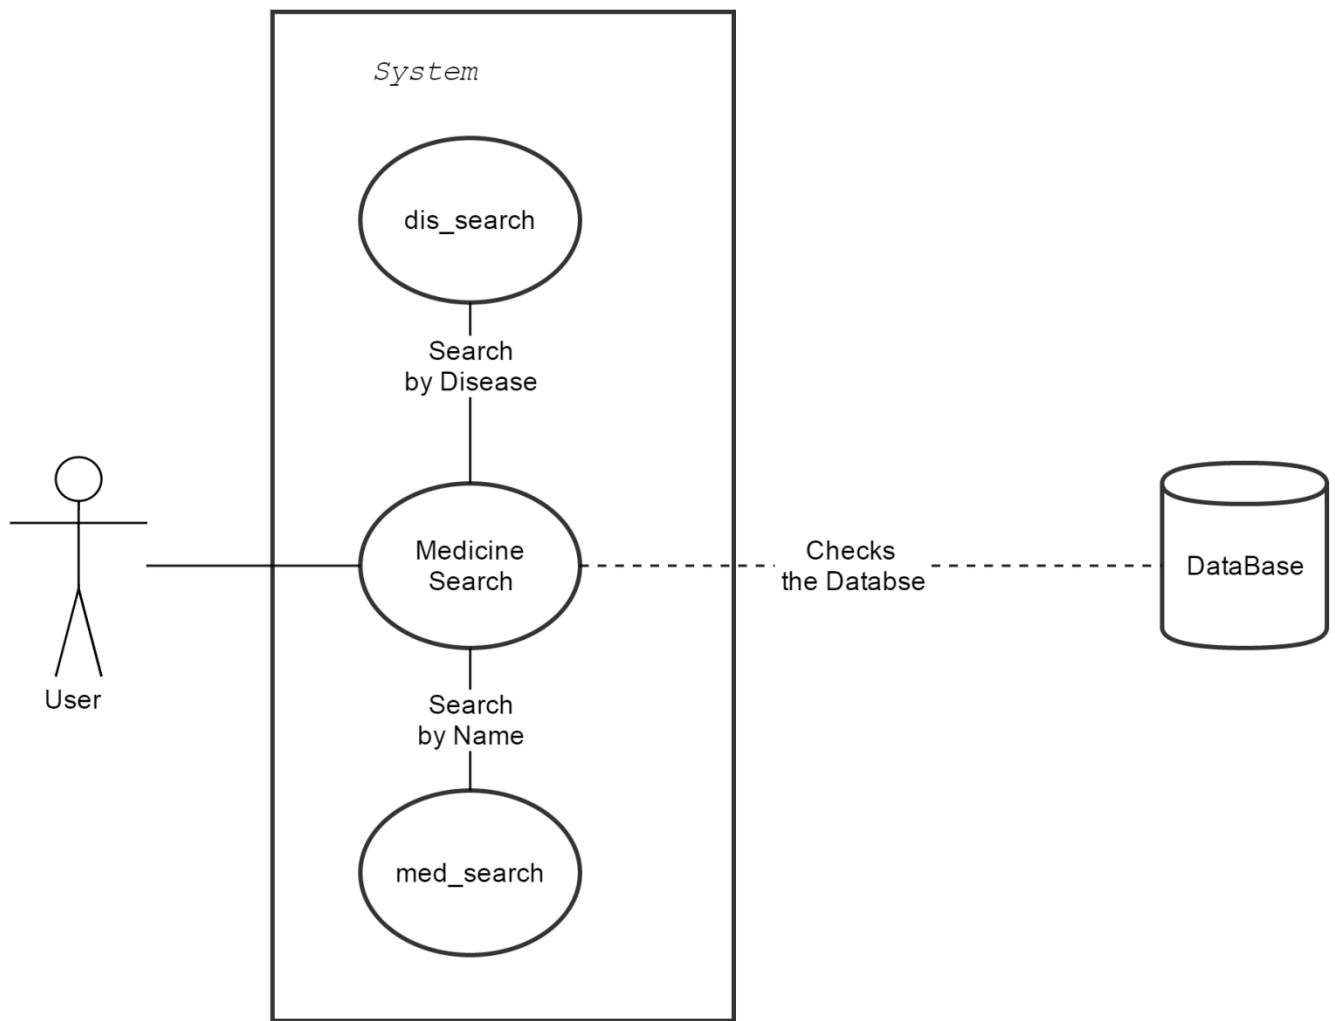 System
dis_search
Search
by Disease
Medicine
Search
Checks
the Databse
DataBase
User
Search
by Name
med_search